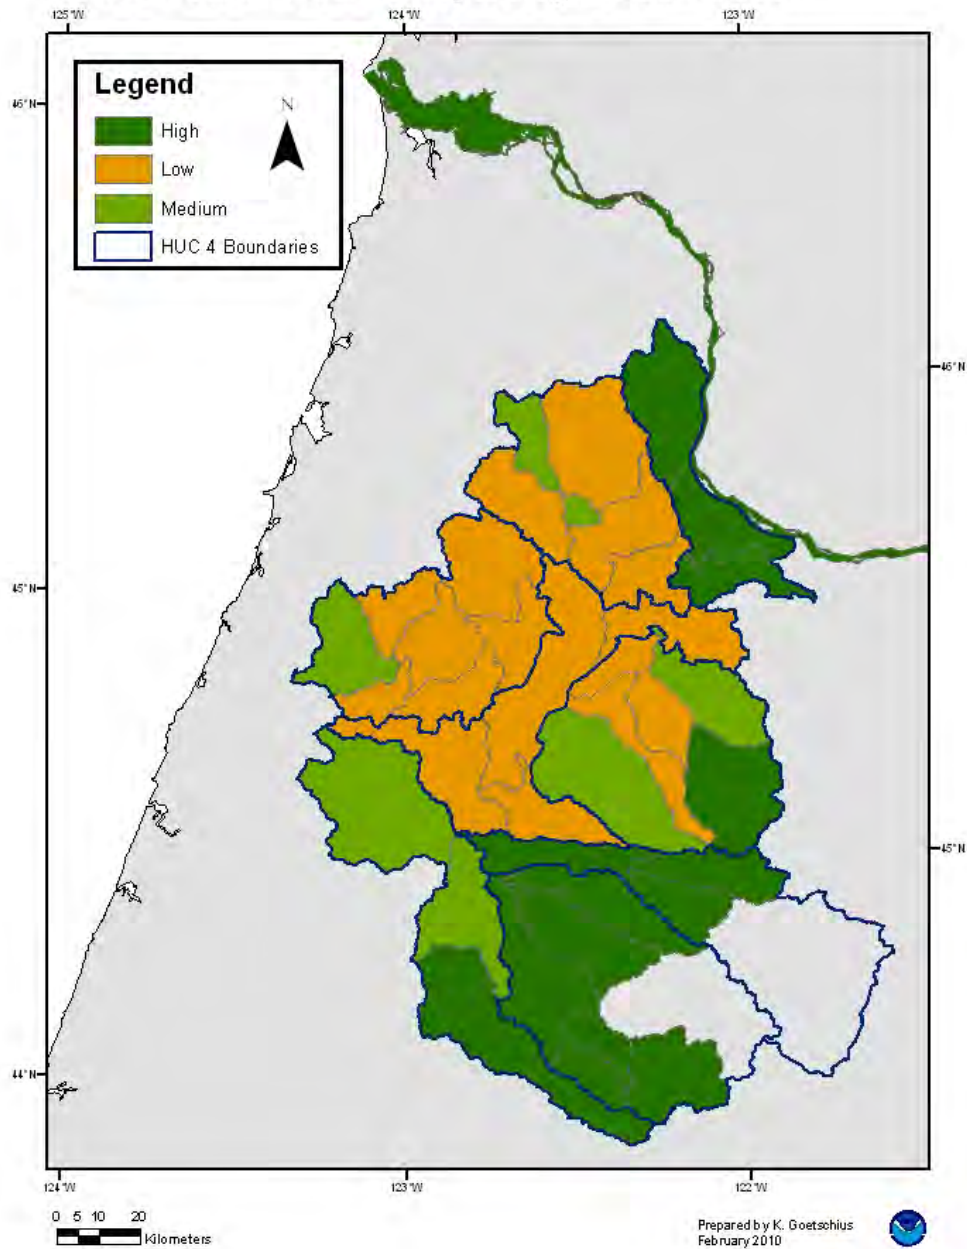 125°W 124°W 123°W
46°N
Legend
N
High
Low
Medium
HUC 4 Boundaries
46°N
45°N
45°N
44°N
124°W 123°W 122°W
0 5 10 20
Kilometers
Prepared by K. Goetschius
February 2010